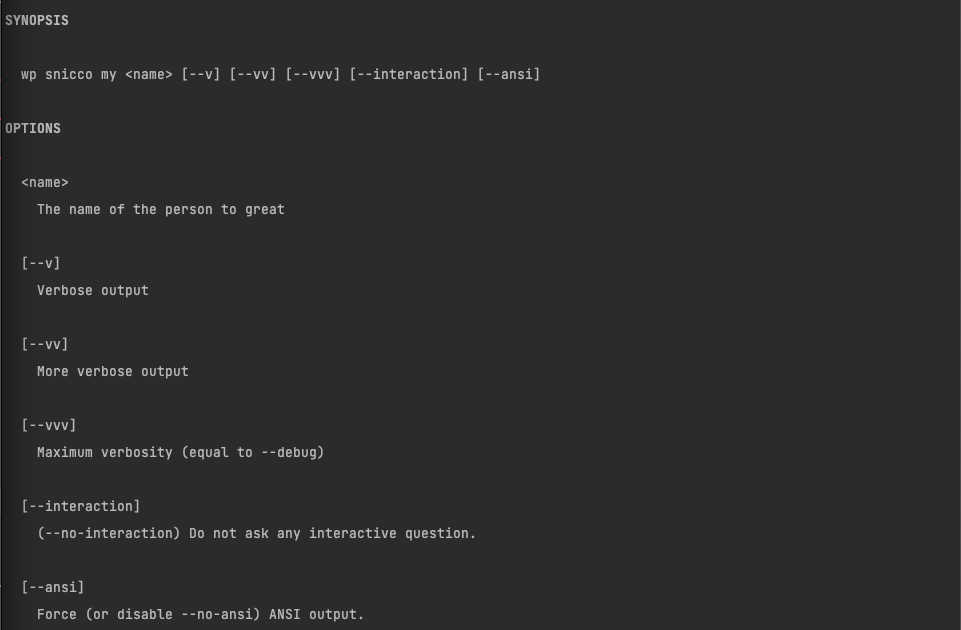 SYNOPSIS
wp snicco my <name> [--v] [--vv] [--vvv] [--interaction] [--ansi]
OPTIONS
<name>
The name of the person to great
[--v]
Verbose output
[--vv]
More verbose output
[--vvv]
Maximum verbosity (equal to --debug)
[--interaction]
(--no-interaction) Do not ask any interactive question.
[--ansi]
Force (or disable --no-ansi) ANSI output.